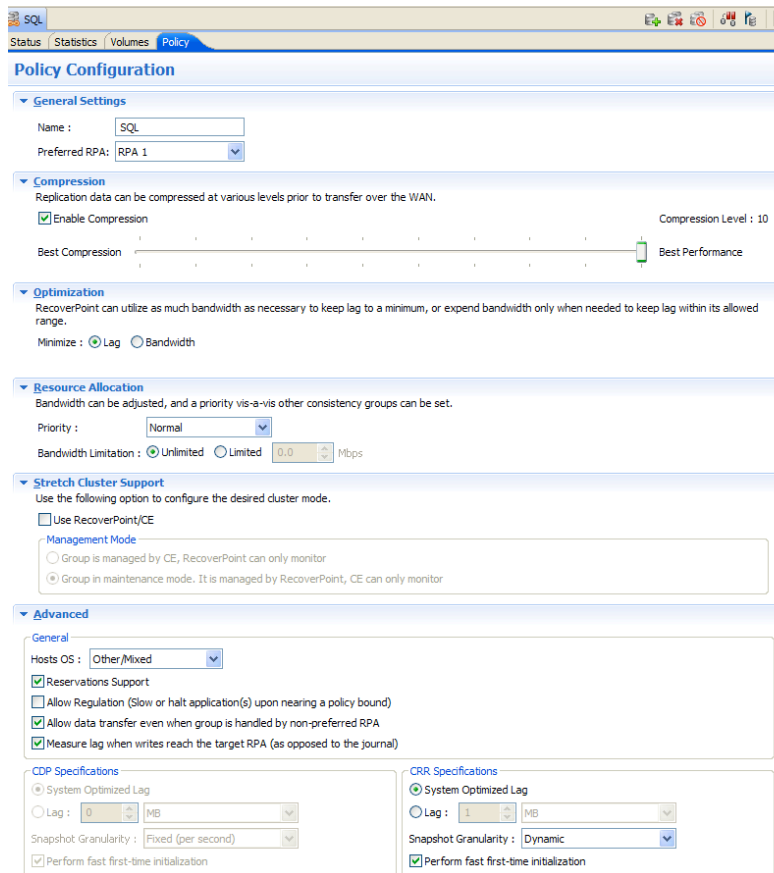 SQL
Status Statistics Volumes Policy
Policy Configuration
General Settings
Name : SQL
Preferred RPA: RPA 1
Compression
Replication data can be compressed at various levels prior to transfer over the WAN.
Enable Compression Compression Level : 10
Best Compression Best Performance
Optimization
RecoverPoint can utilize as much bandwidth as necessary to keep lag to a minimum, or expend bandwidth only when needed to keep lag within its allowed
range.
Minimize : Lag Bandwidth
Resource Allocation
Bandwidth can be adjusted, and a priority vis-a-vis other consistency groups can be set.
Priority : Normal
Bandwidth Limitation : Unlimited Limited 0.0 Mbps
Stretch Cluster Support
Use the following option to configure the desired cluster mode.
Use RecoverPoint/CE
Management Mode
Group is managed by CE, RecoverPoint can only monitor
Group in maintenance mode. It is managed by RecoverPoint, CE can only monitor
Advanced
General
Hosts OS : Other/Mixed
Reservations Support
Allow Regulation (Slow or halt application(s) upon nearing a policy bound)
Allow data transfer even when group is handled by non-preferred RPA
Measure lag when writes reach the target RPA (as opposed to the journal)
CDP Specifications
System Optimized Lag
Lag : 0 MB
Snapshot Granularity : Fixed (per second)
Perform fast first-time initialization
CRR Specifications
System Optimized Lag
Lag : 1 MB
Snapshot Granularity : Dynamic
Perform fast first-time initialization